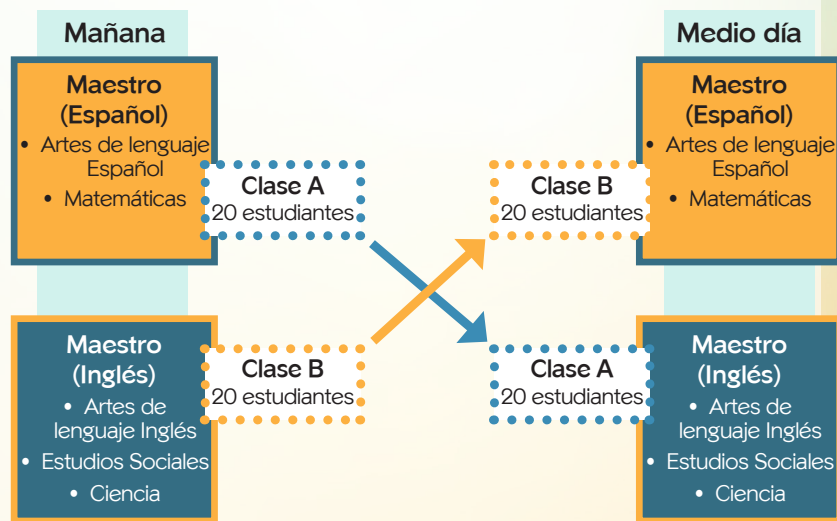 Mañana
Maestro
(Español)
• Artes de lenguaje
Español
• Matemáticas
Clase A
20 estudiantes
Maestro
(Inglés)
• Artes de
lenguaje Inglés
• Estudios Sociales
• Ciencia
Clase B
20 estudiantes
Medio día
Maestro
(Español)
• Artes de lenguaje
Español
• Matemáticas
Clase B
20 estudiantes
Maestro
(Inglés)
• Artes de
lenguaje Inglés
• Estudios Sociales
• Ciencia
Clase A
20 estudiantes